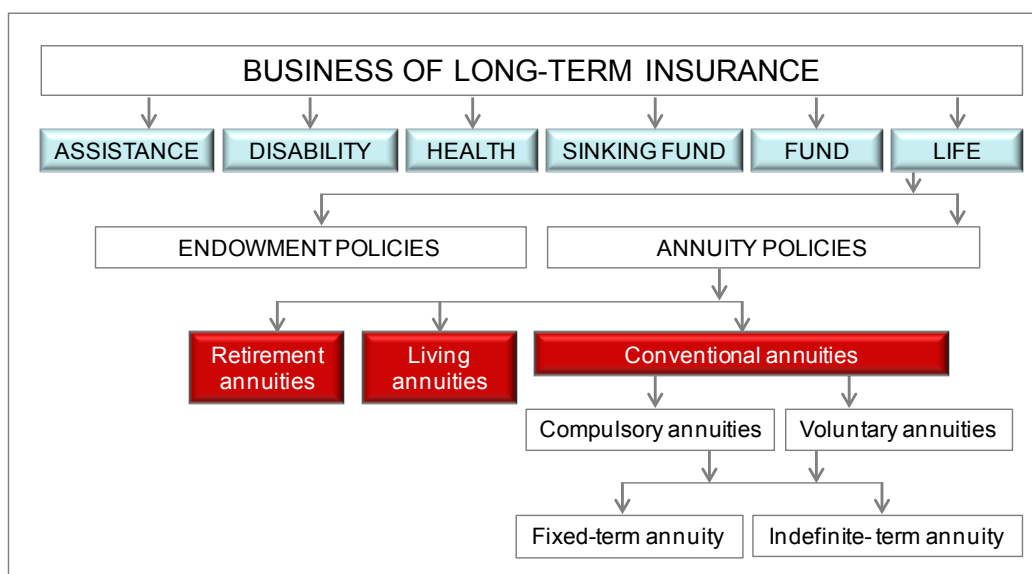 BUSINESS OF LONG-TERM INSURANCE
ASSISTANCE
DISABILITY
HEALTH
SINKING FUND
FUND
LIFE
ENDOWMENT POLICIES
ANNUITY POLICIES
Retirement
annuities
Living
annuities
Conventional annuities
Compulsory annuities
Voluntary annuities
Fixed-term annuity
Indefinite- term annuity